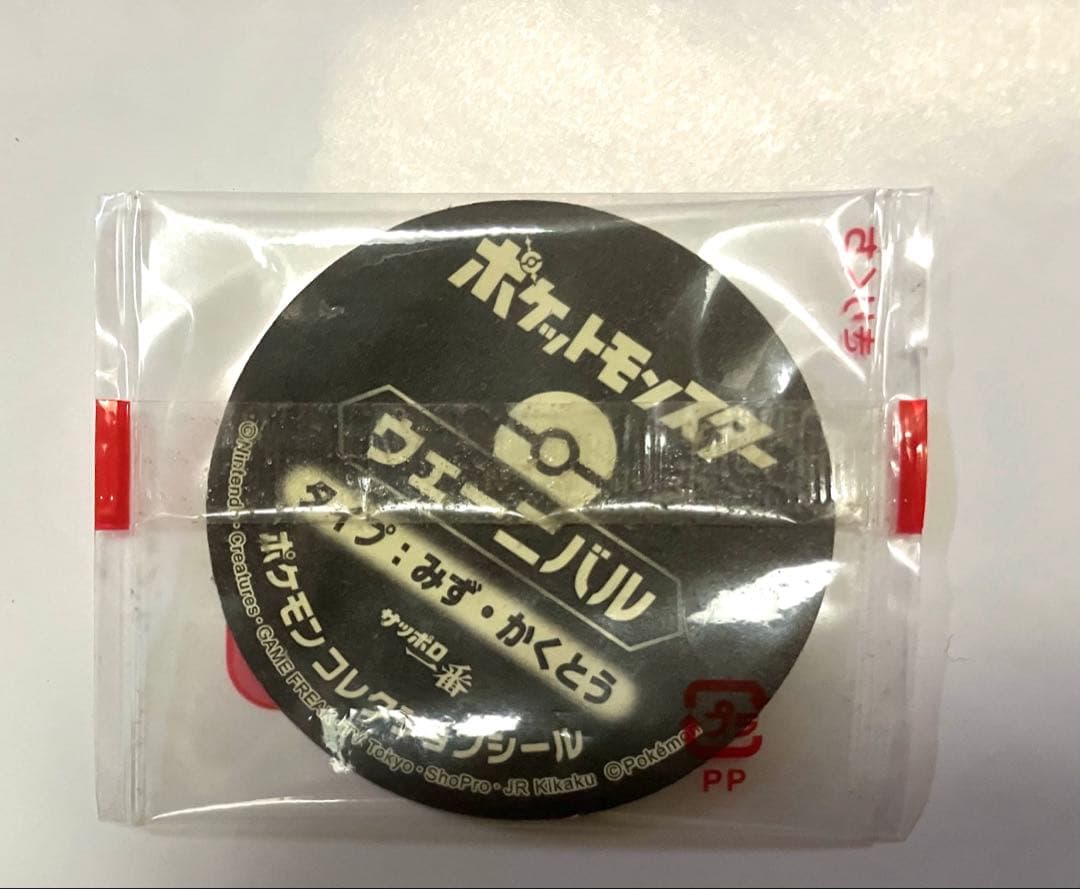 ポケットモンスター
ウェーニバル
タイプ：みず・かくとう
サッポロ一番
ポケモンコレクションシール
©Nintendo・Creatures・GAME FREAK・TV Tokyo・ShoPro・JR Kikaku ©Pokémon
プラ
PP